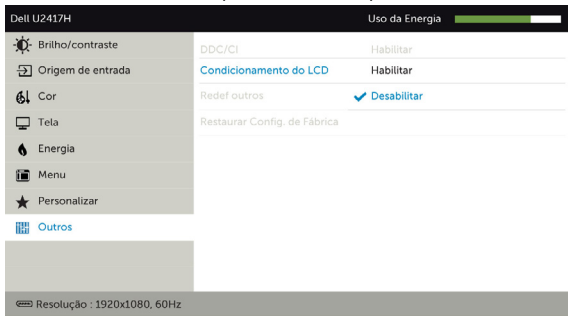 Dell U2417H Uso da Energia
Brilho/contraste
Origem de entrada
Cor
Tela
Energia
Menu
Personalizar
Outros
DDC/CI Habilitar
Condicionamento do LCD Habilitar
Redef outros Desabilitar
Restaurar Config. de Fábrica
Resolução : 1920x1080, 60Hz